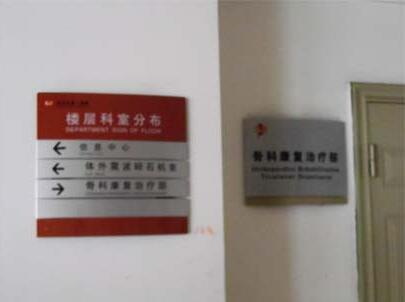 楼层科室分布
DEPARTMENT SIGN OF FLOOR
← 信息中心
← 体外震波碎石机室
→ 骨科康复治疗部
骨科康复治疗部